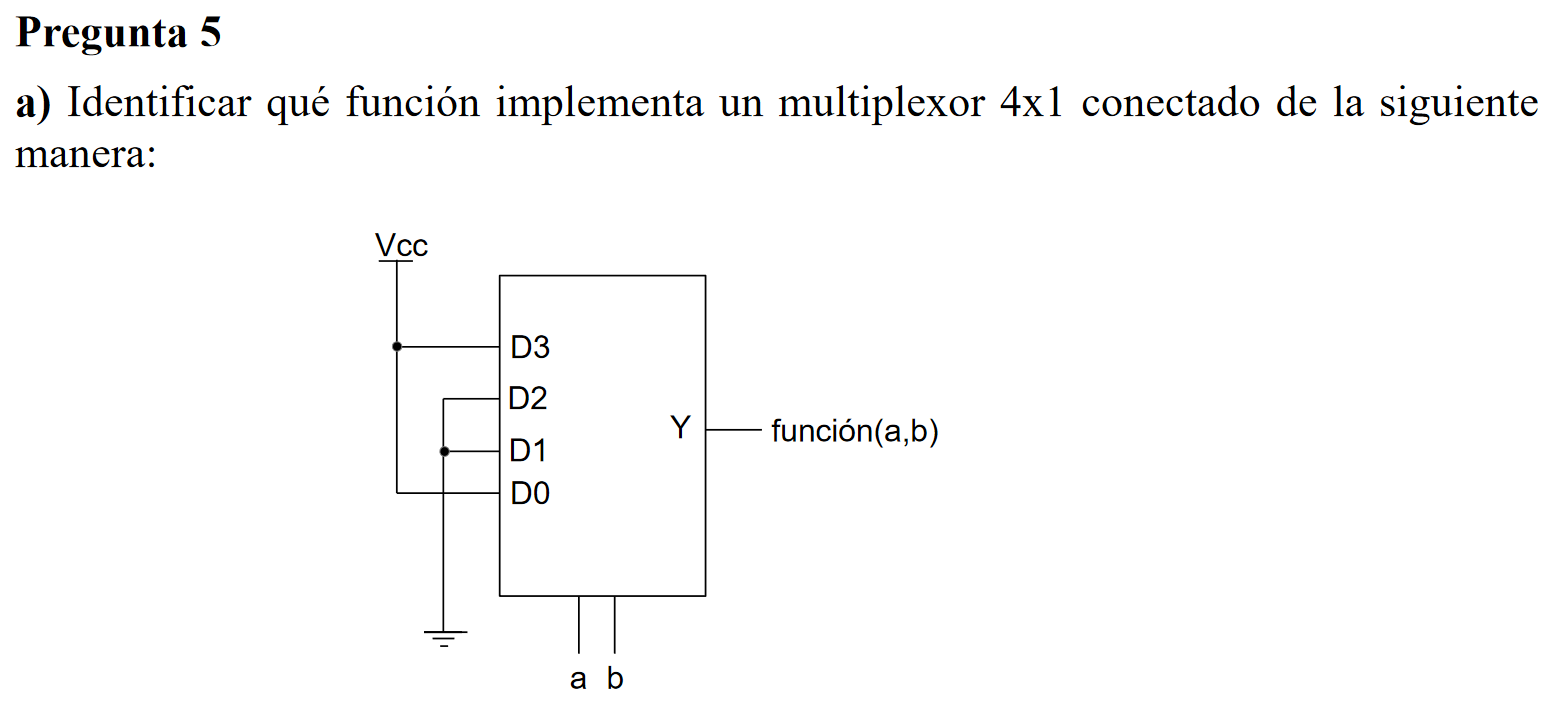 Pregunta 5
a) Identificar qué función implementa un multiplexor 4x1 conectado de la siguiente
manera:
Vcc
D3
D2
Y
función(a,b)
D1
D0
a b